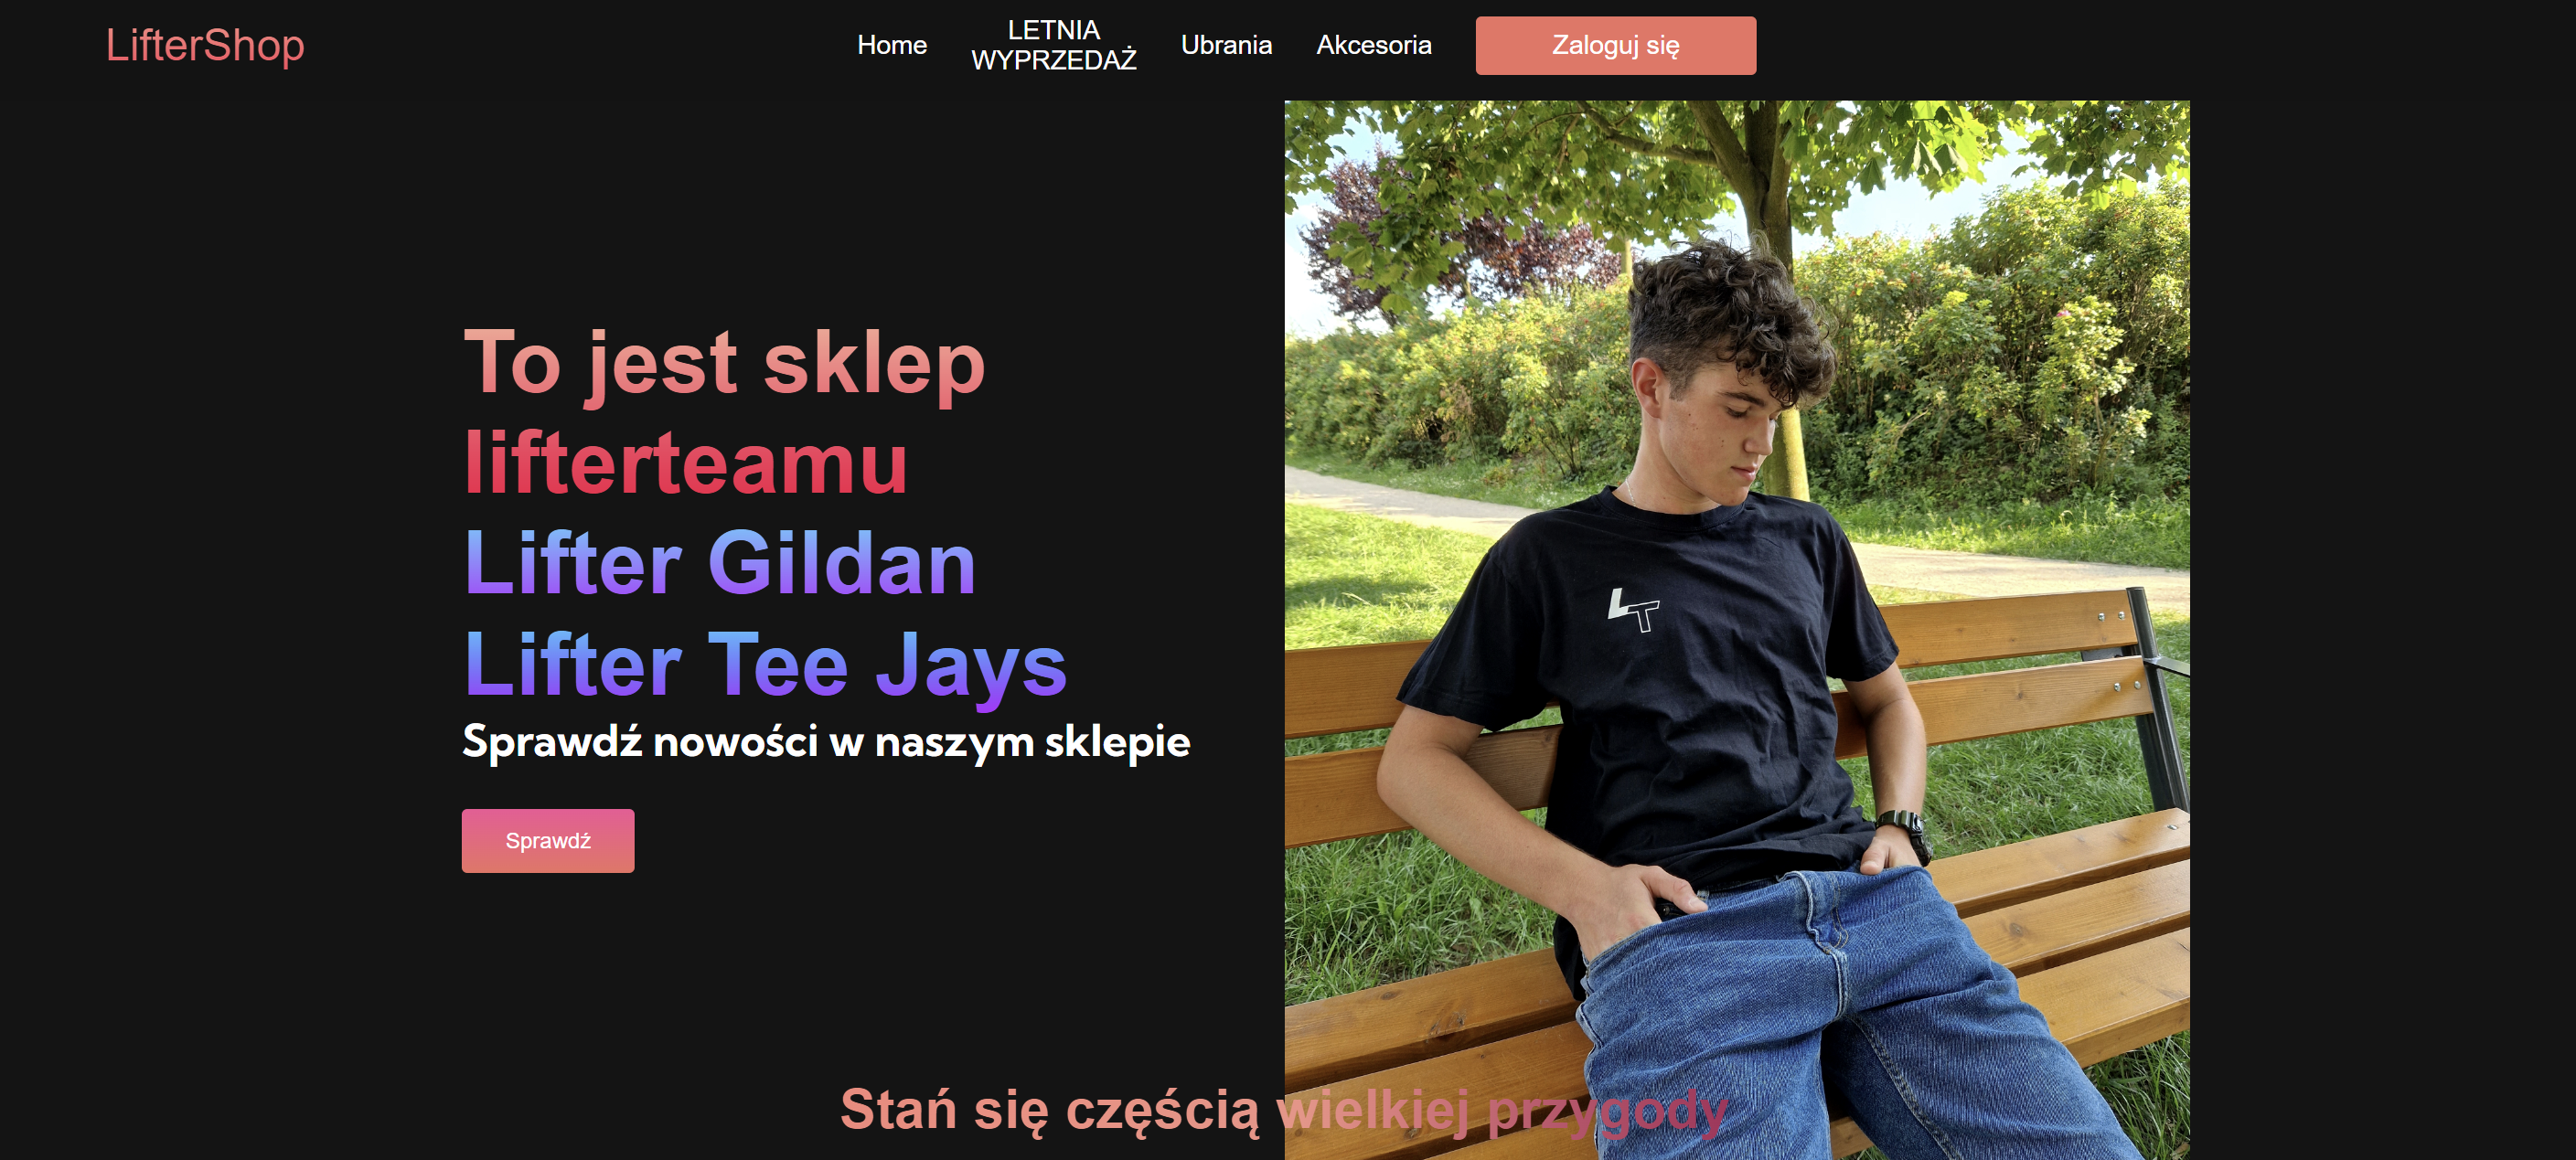 LifterShop
Home
LETNIA
WYPRZEDAŻ
Ubrania
Akcesoria
Zaloguj się
To jest sklep
lifterteamu
Lifter Gildan
Lifter Tee Jays
Sprawdź nowości w naszym sklepie
Sprawdź
LT
Stań się częścią wielkiej przygody